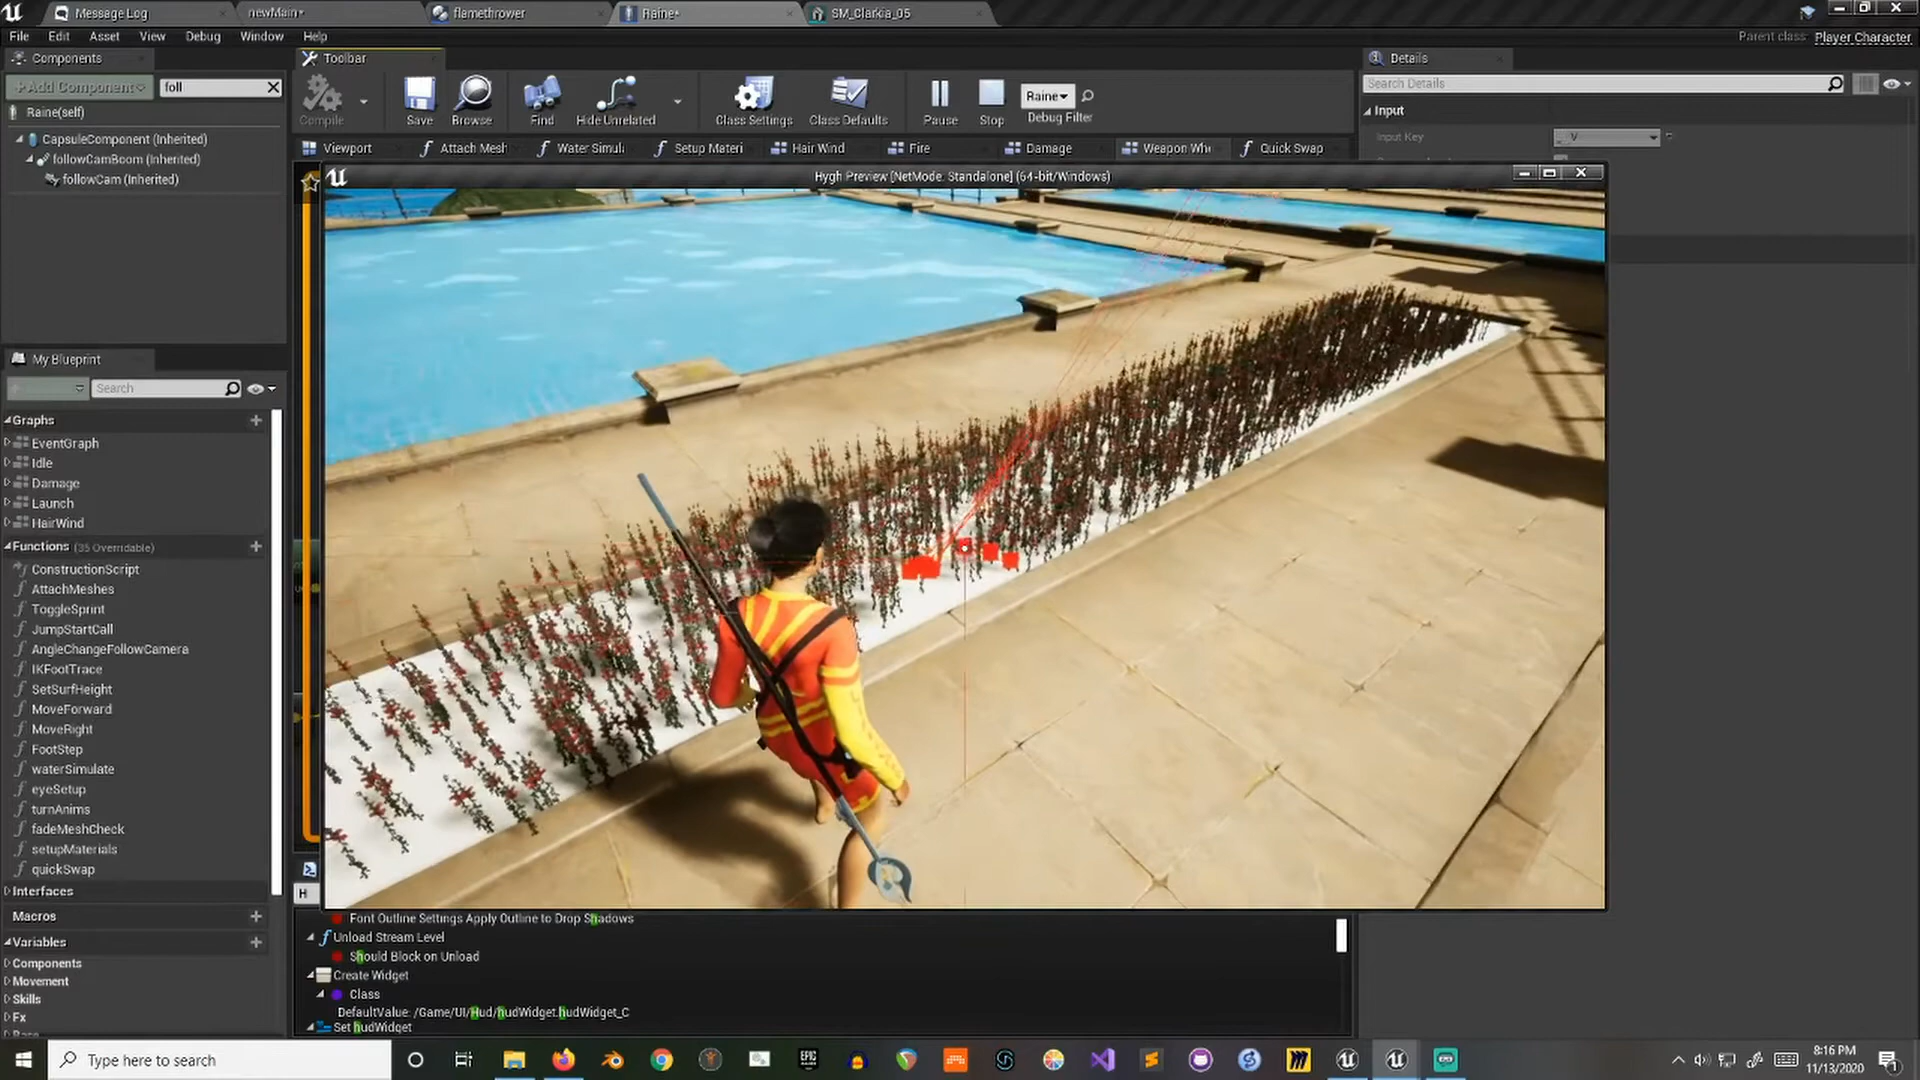 Message Log
newMain*
flamethrower
Raine*
SM_Clarkia_05
File Edit Asset View Debug Window Help
Parent class: Player Character
Components
Toolbar
Details
+Add Component
foll
Compile
Save
Browse
Find
Hide Unrelated
Class Settings
Class Defaults
Pause
Stop
Raine
Debug Filter
Search Details
Raine(self)
Input
CapsuleComponent (Inherited)
Input Key
V
followCamBoom (Inherited)
followCam (Inherited)
Viewport
Attach Mesh
Water Simul
Setup Materi
Hair Wind
Fire
Damage
Weapon Whe
Quick Swap
Hygh Preview [NetMode: Standalone] (64-bit/Windows)
My Blueprint
Search
Graphs
EventGraph
Idle
Damage
Launch
HairWind
Functions (35 Overridable)
ConstructionScript
AttachMeshes
ToggleSprint
JumpStartCall
AngleChangeFollowCamera
IKFootTrace
SetSurfHeight
MoveForward
MoveRight
FootStep
waterSimulate
eyeSetup
turnAnims
fadeMeshCheck
setupMaterials
quickSwap
Interfaces
Macros
Variables
Components
Movement
Skills
Fx
H
Font Outline Settings Apply Outline to Drop Shadows
Unload Stream Level
Should Block on Unload
Create Widget
Class
DefaultValue: /Game/UI/Hud/hudWidget.hudWidget_C
Set hudWidget
Type here to search
EPIC
8:16 PM
11/13/2020
1